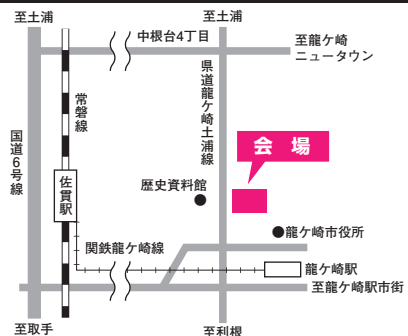 至土浦
至土浦
中根台4丁目
至龍ケ崎
ニュータウン
常磐線
県道龍ケ崎土浦線
国道6号線
会場
佐貫駅
歴史資料館
龍ケ崎市役所
関鉄龍ケ崎線
龍ケ崎駅
至龍ケ崎駅市街
至取手
至利根